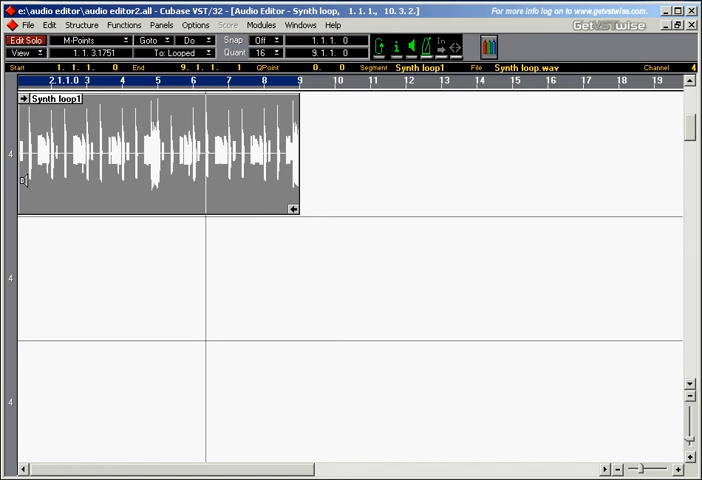 e:\audio editor\audio editor2.all - Cubase VST/32 - [Audio Editor - Synth loop, 1. 1. 1., 10. 3. 2.]
For more info log on to www.getvstwise.com.
File Edit Structure Functions Panels Options Score Modules Windows Help
GetVSTwise
Edit Solo M-Points Goto Do Snap Off 1. 1. 1. 0
View 1. 1. 3.1751 To: Looped Quant 16 9. 1. 1. 0
In
Start 1. 1. 1. 0 End 9. 1. 1. 1 QPoint 0. 0 Segment Synth loop1 File Synth loop.wav Channel 4
2.1.1.0 3 4 5 6 7 8 9 10 11 12 13 14 15 16 17 18 19
Synth loop1
4
4
4